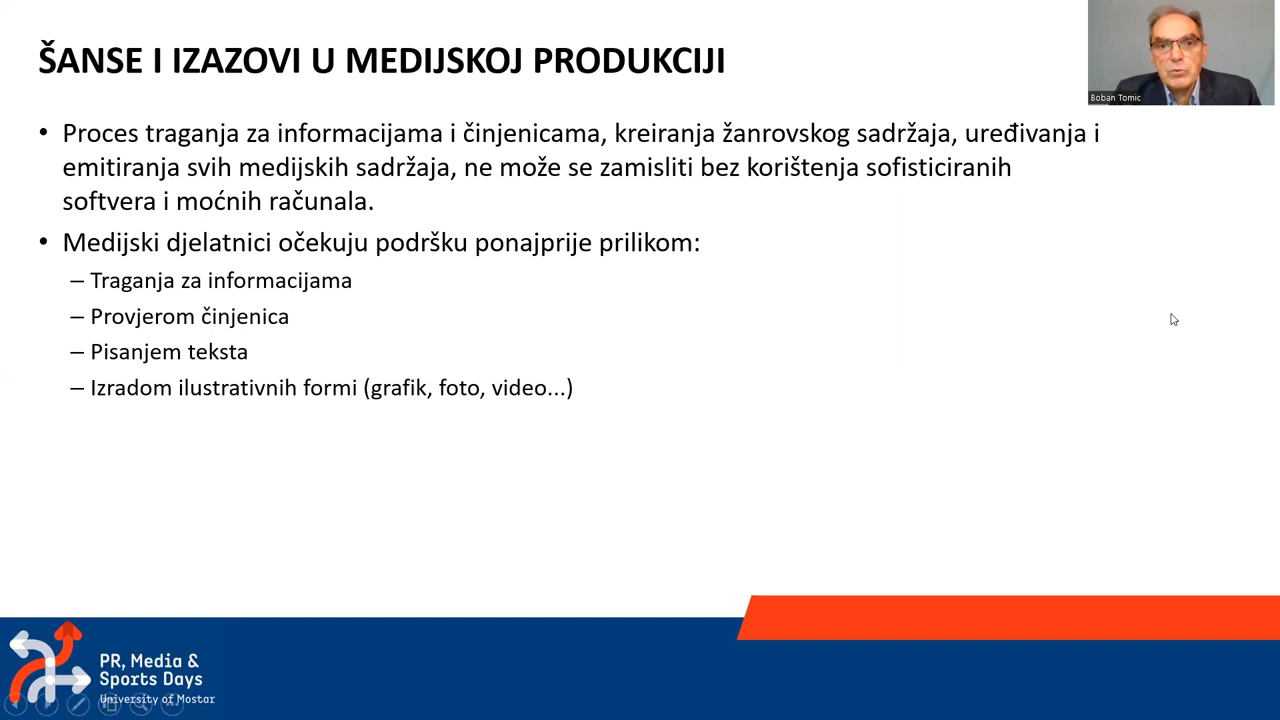 ŠANSE I IZAZOVI U MEDIJSKOJ PRODUKCIJI
Boban Tomic
• Proces traganja za informacijama i činjenicama, kreiranja žanrovskog sadržaja, uređivanja i
emitiranja svih medijskih sadržaja, ne može se zamisliti bez korištenja sofisticiranih
softvera i moćnih računala.
• Medijski djelatnici očekuju podršku ponajprije prilikom:
– Traganja za informacijama
– Provjerom činjenica
– Pisanjem teksta
– Izradom ilustrativnih formi (grafik, foto, video...)
PR, Media &
Sports Days
University of Mostar